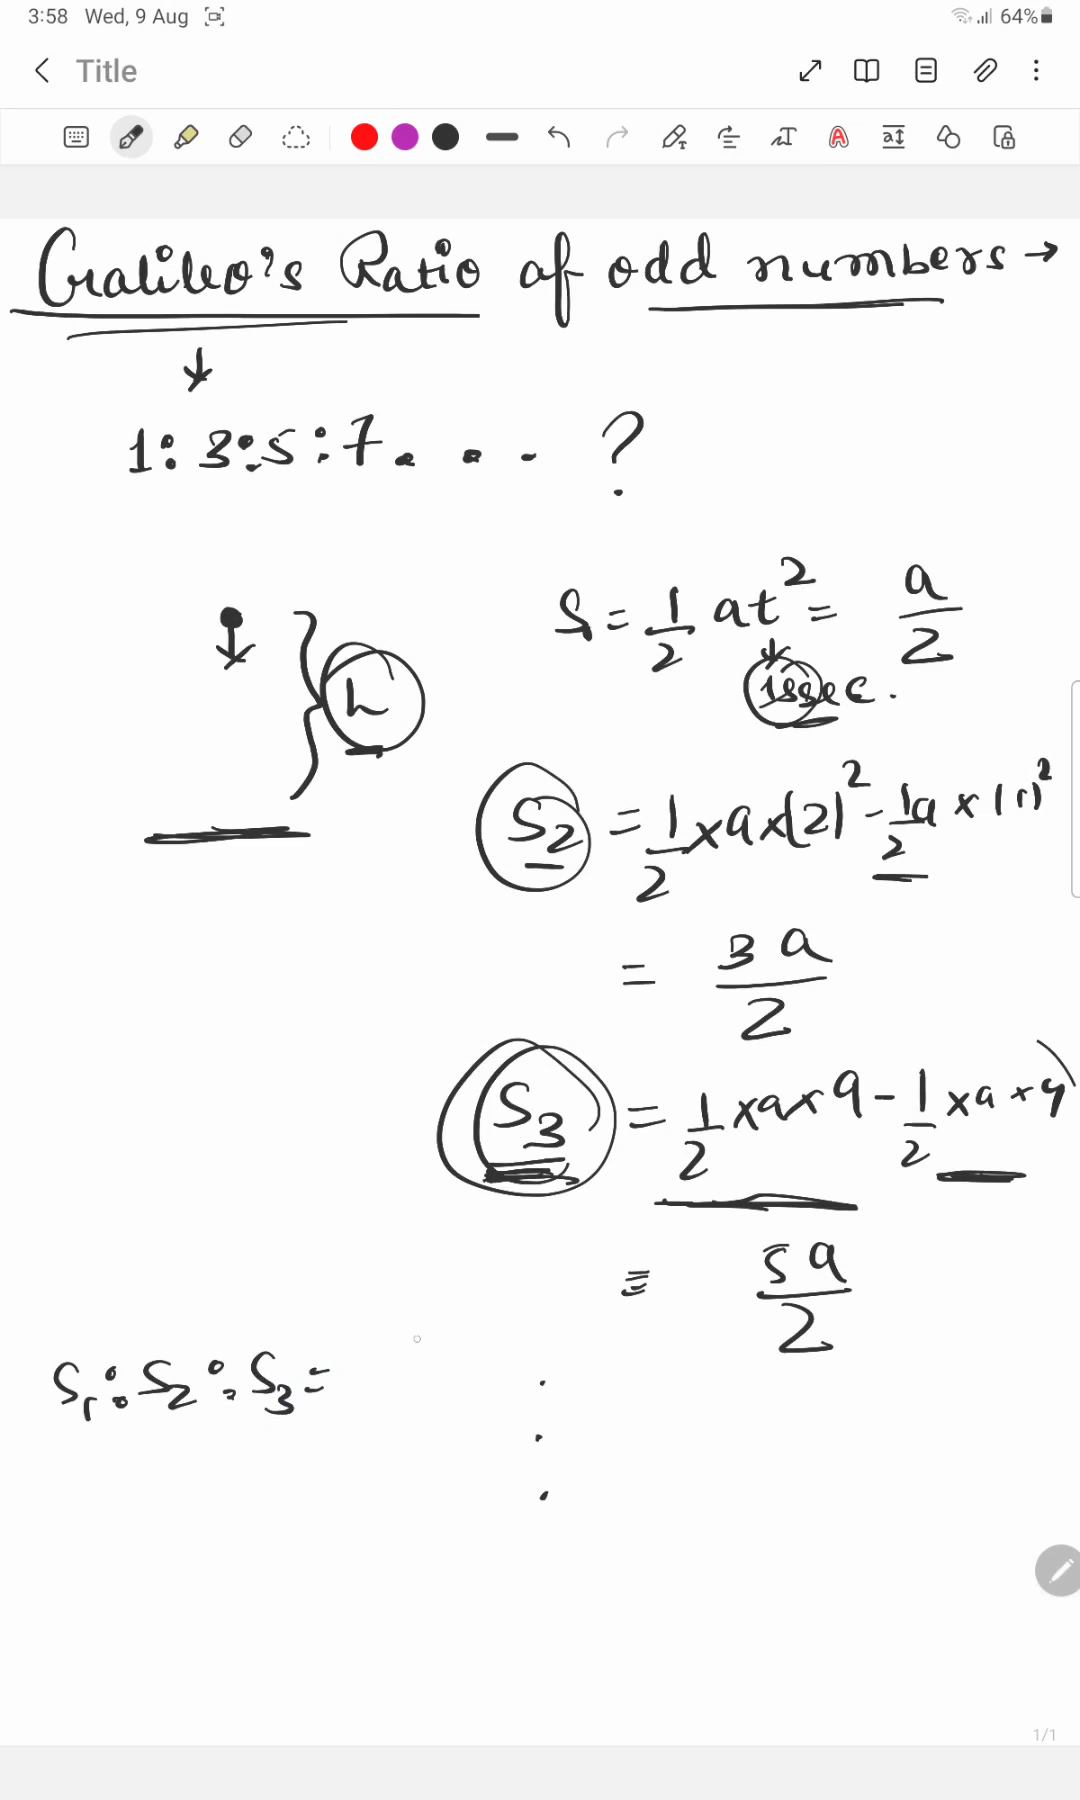 3:58 Wed, 9 Aug 64%
Title
Galileo's Ratio of odd numbers →
↓
1:3:5:7. . . . ?
S = 1/2 at² = a/2
↓
1 sec.
h
S₂ = 1/2 × a × (2)² - 1/2 a × (1)²
= 3a/2
S₃ = 1/2 × a × 9 - 1/2 × a × 4
= 5a/2
S₁ : S₂ : S₃ =
.
.
.
1/1